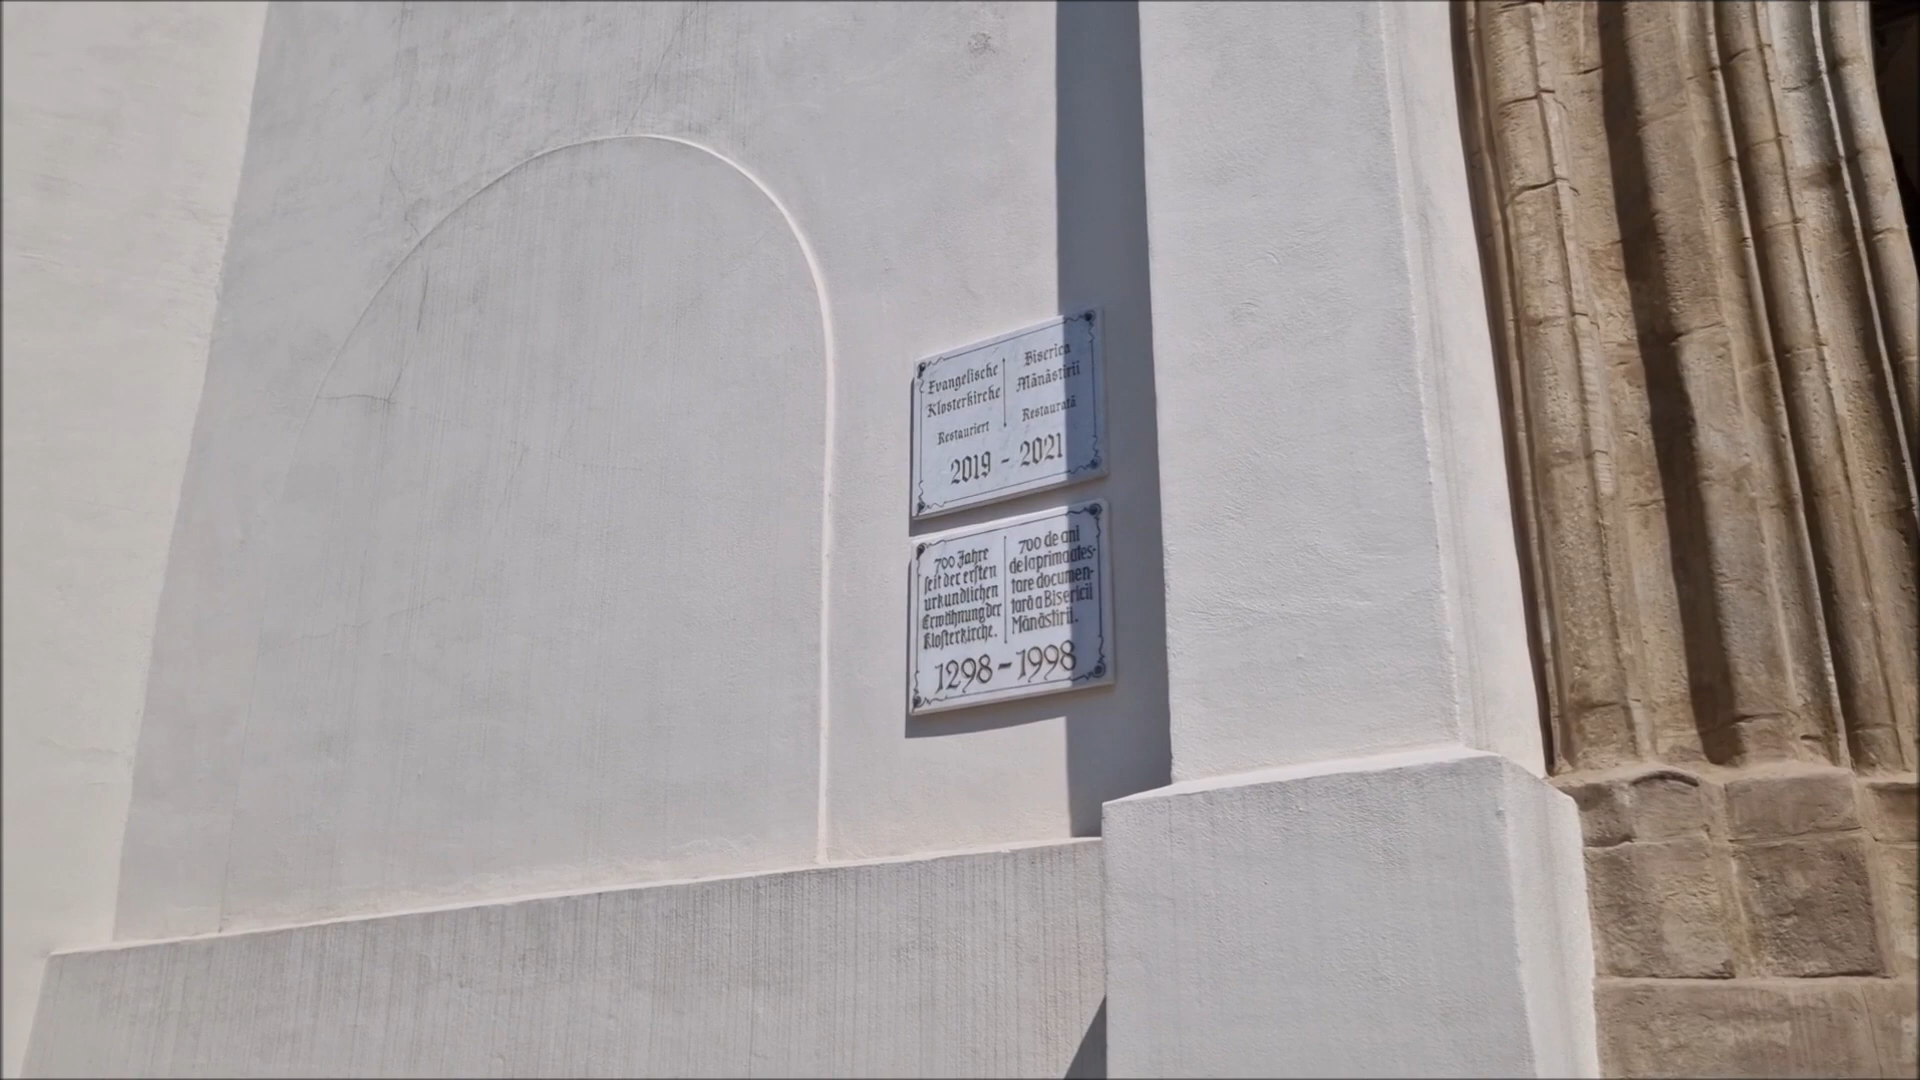 Evangelische
Klosterkirche
Restauriert
Biserica
Mănăstirii
Restaurată
2019 - 2021
700 Jahre
seit der ersten
urkundlichen
Erwähnung der
Klosterkirche.
700 de ani
de la prima ates-
tare documen-
tară a Bisericii
Mănăstirii.
1298 - 1998